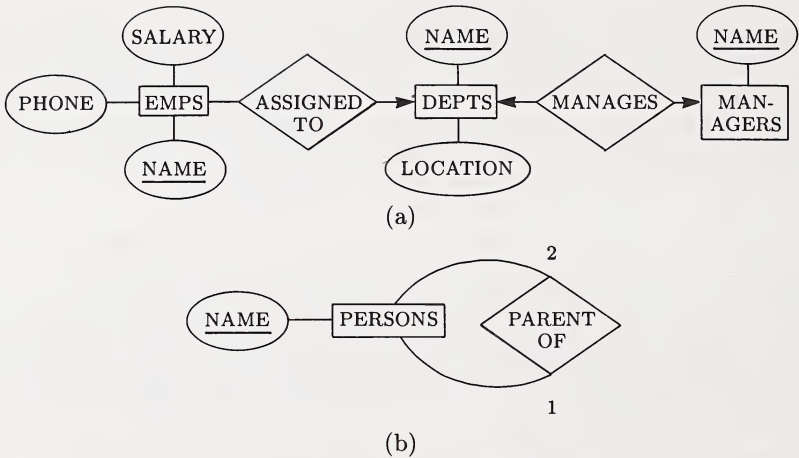 SALARY
NAME
NAME
PHONE
EMPS
ASSIGNED
TO
DEPTS
MANAGES
MAN-
AGERS
NAME
LOCATION
(a)
2
NAME
PERSONS
PARENT
OF
1
(b)